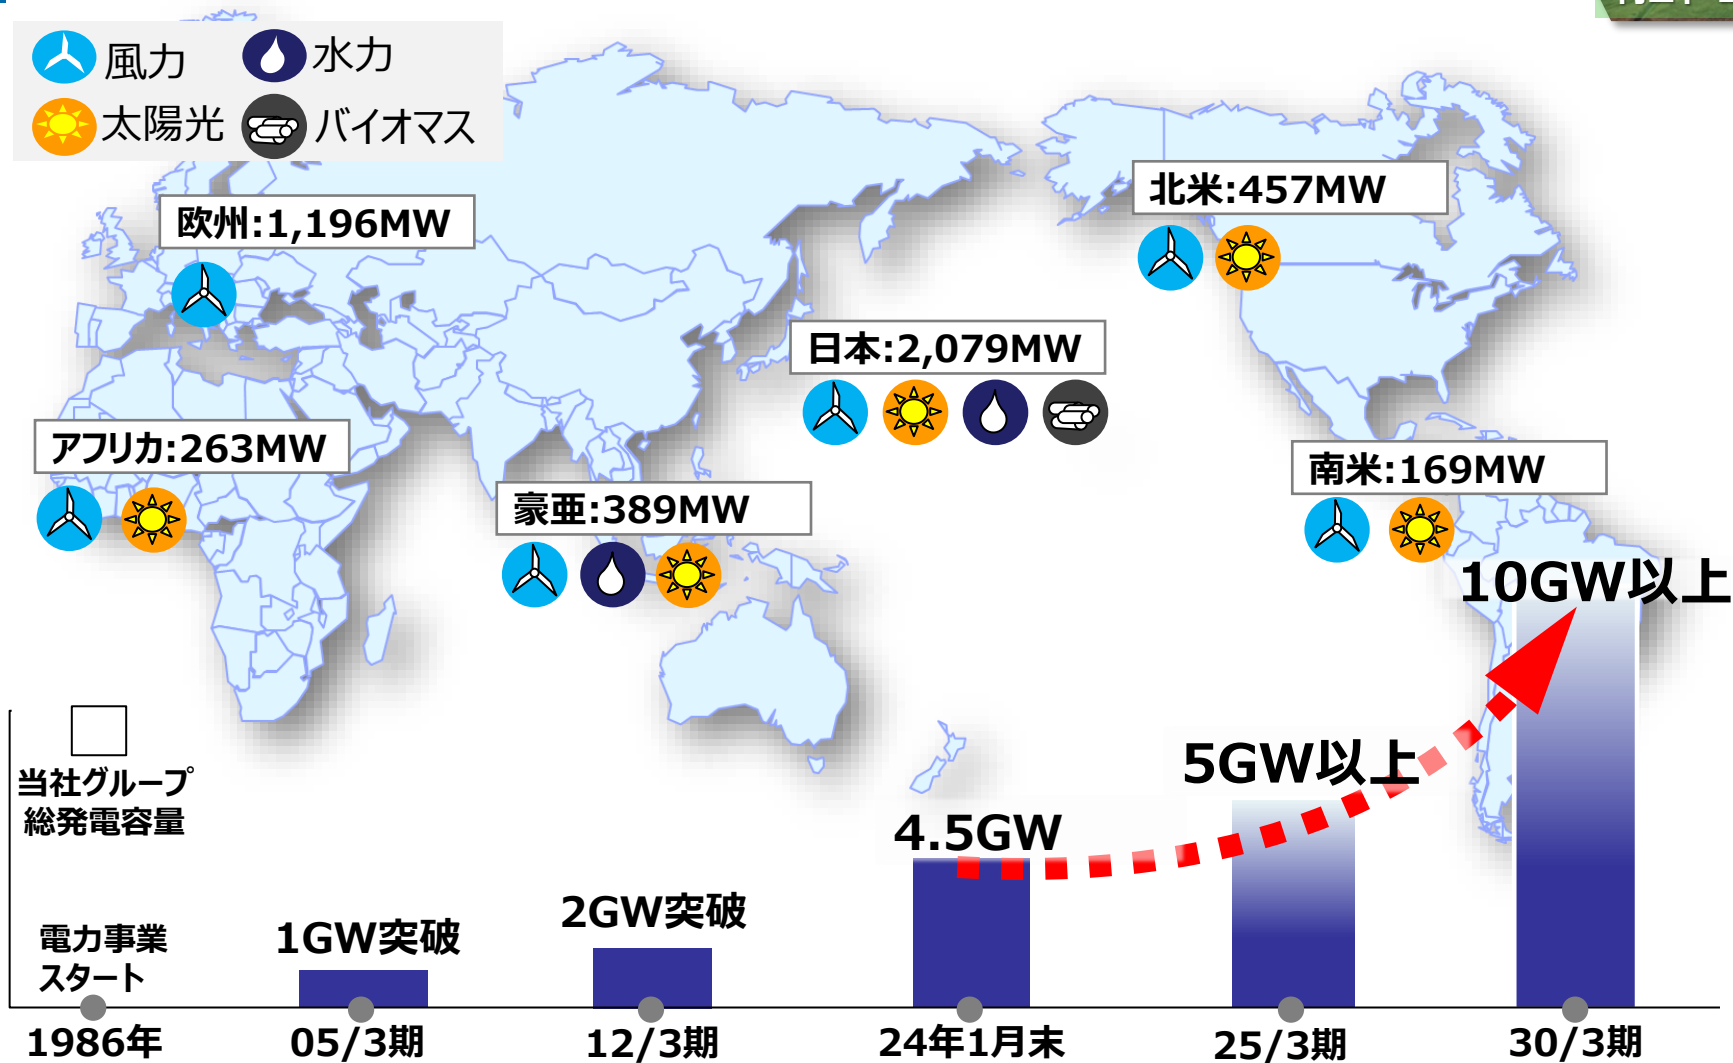 風力
水力
太陽光
バイオマス
欧州:1,196MW
北米:457MW
日本:2,079MW
アフリカ:263MW
南米:169MW
豪亜:389MW
10GW以上
5GW以上
当社グループ
総発電容量
4.5GW
2GW突破
1GW突破
電力事業
スタート
1986年
05/3期
12/3期
24年1月末
25/3期
30/3期